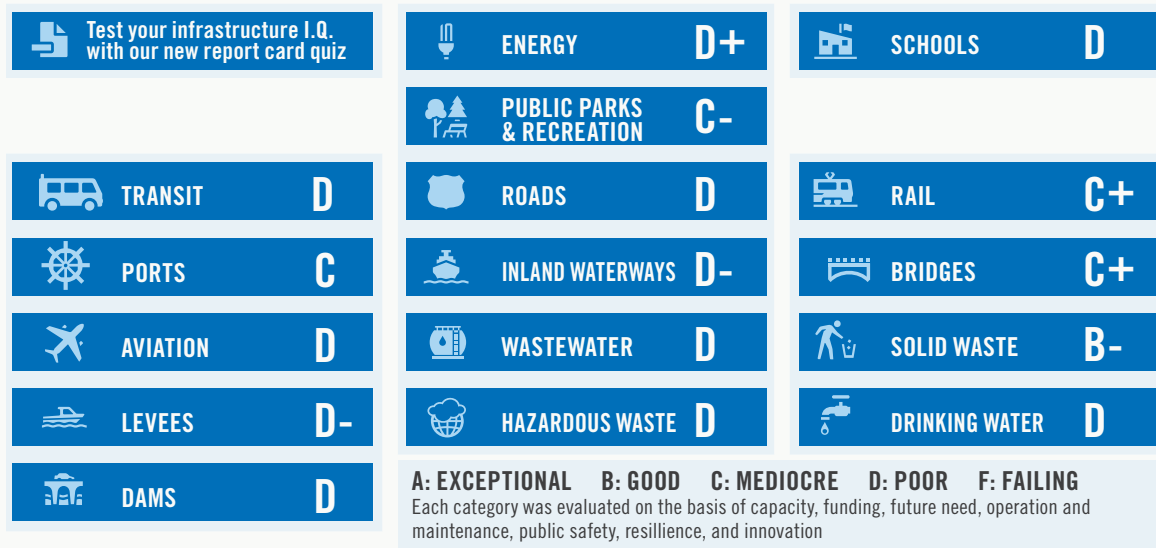 Test your infrastructure I.Q.
with our new report card quiz
TRANSIT D
PORTS C
AVIATION D
LEVEES D-
DAMS D
ENERGY D+
PUBLIC PARKS
& RECREATION C-
ROADS D
INLAND WATERWAYS D-
WASTEWATER D
HAZARDOUS WASTE D
SCHOOLS D
RAIL C+
BRIDGES C+
SOLID WASTE B-
DRINKING WATER D
A: EXCEPTIONAL B: GOOD C: MEDIOCRE D: POOR F: FAILING
Each category was evaluated on the basis of capacity, funding, future need, operation and
maintenance, public safety, resillience, and innovation